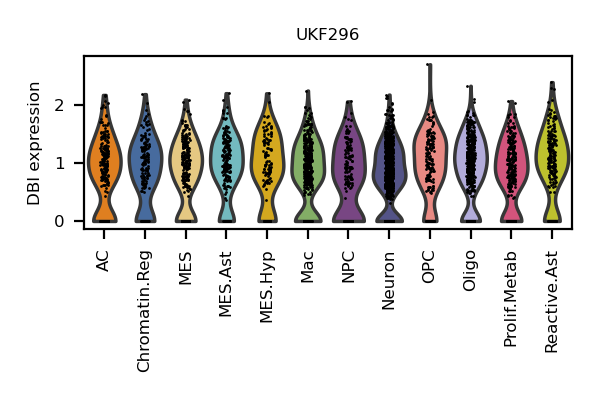 UKF296
DBI expression
2
1
0
AC
Chromatin.Reg
MES
MES.Ast
MES.Hyp
Mac
NPC
Neuron
OPC
Oligo
Prolif.Metab
Reactive.Ast